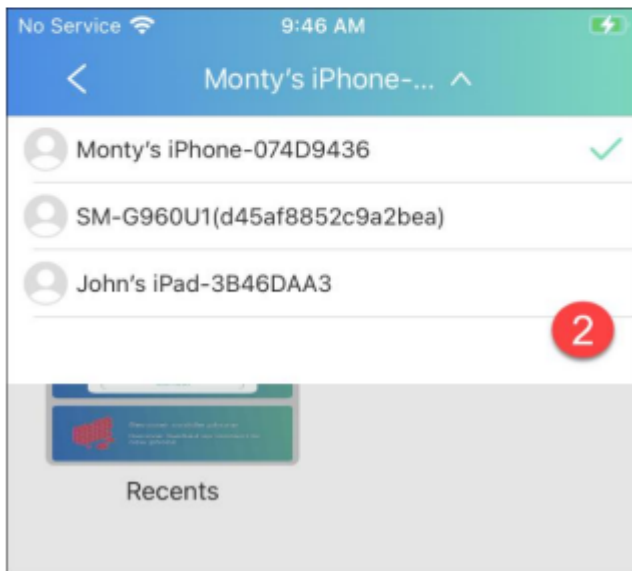 No Service 9:46 AM
Monty's iPhone-...
Monty's iPhone-074D9436
SM-G960U1(d45af8852c9a2bea)
John's iPad-3B46DAA3
2
Recents